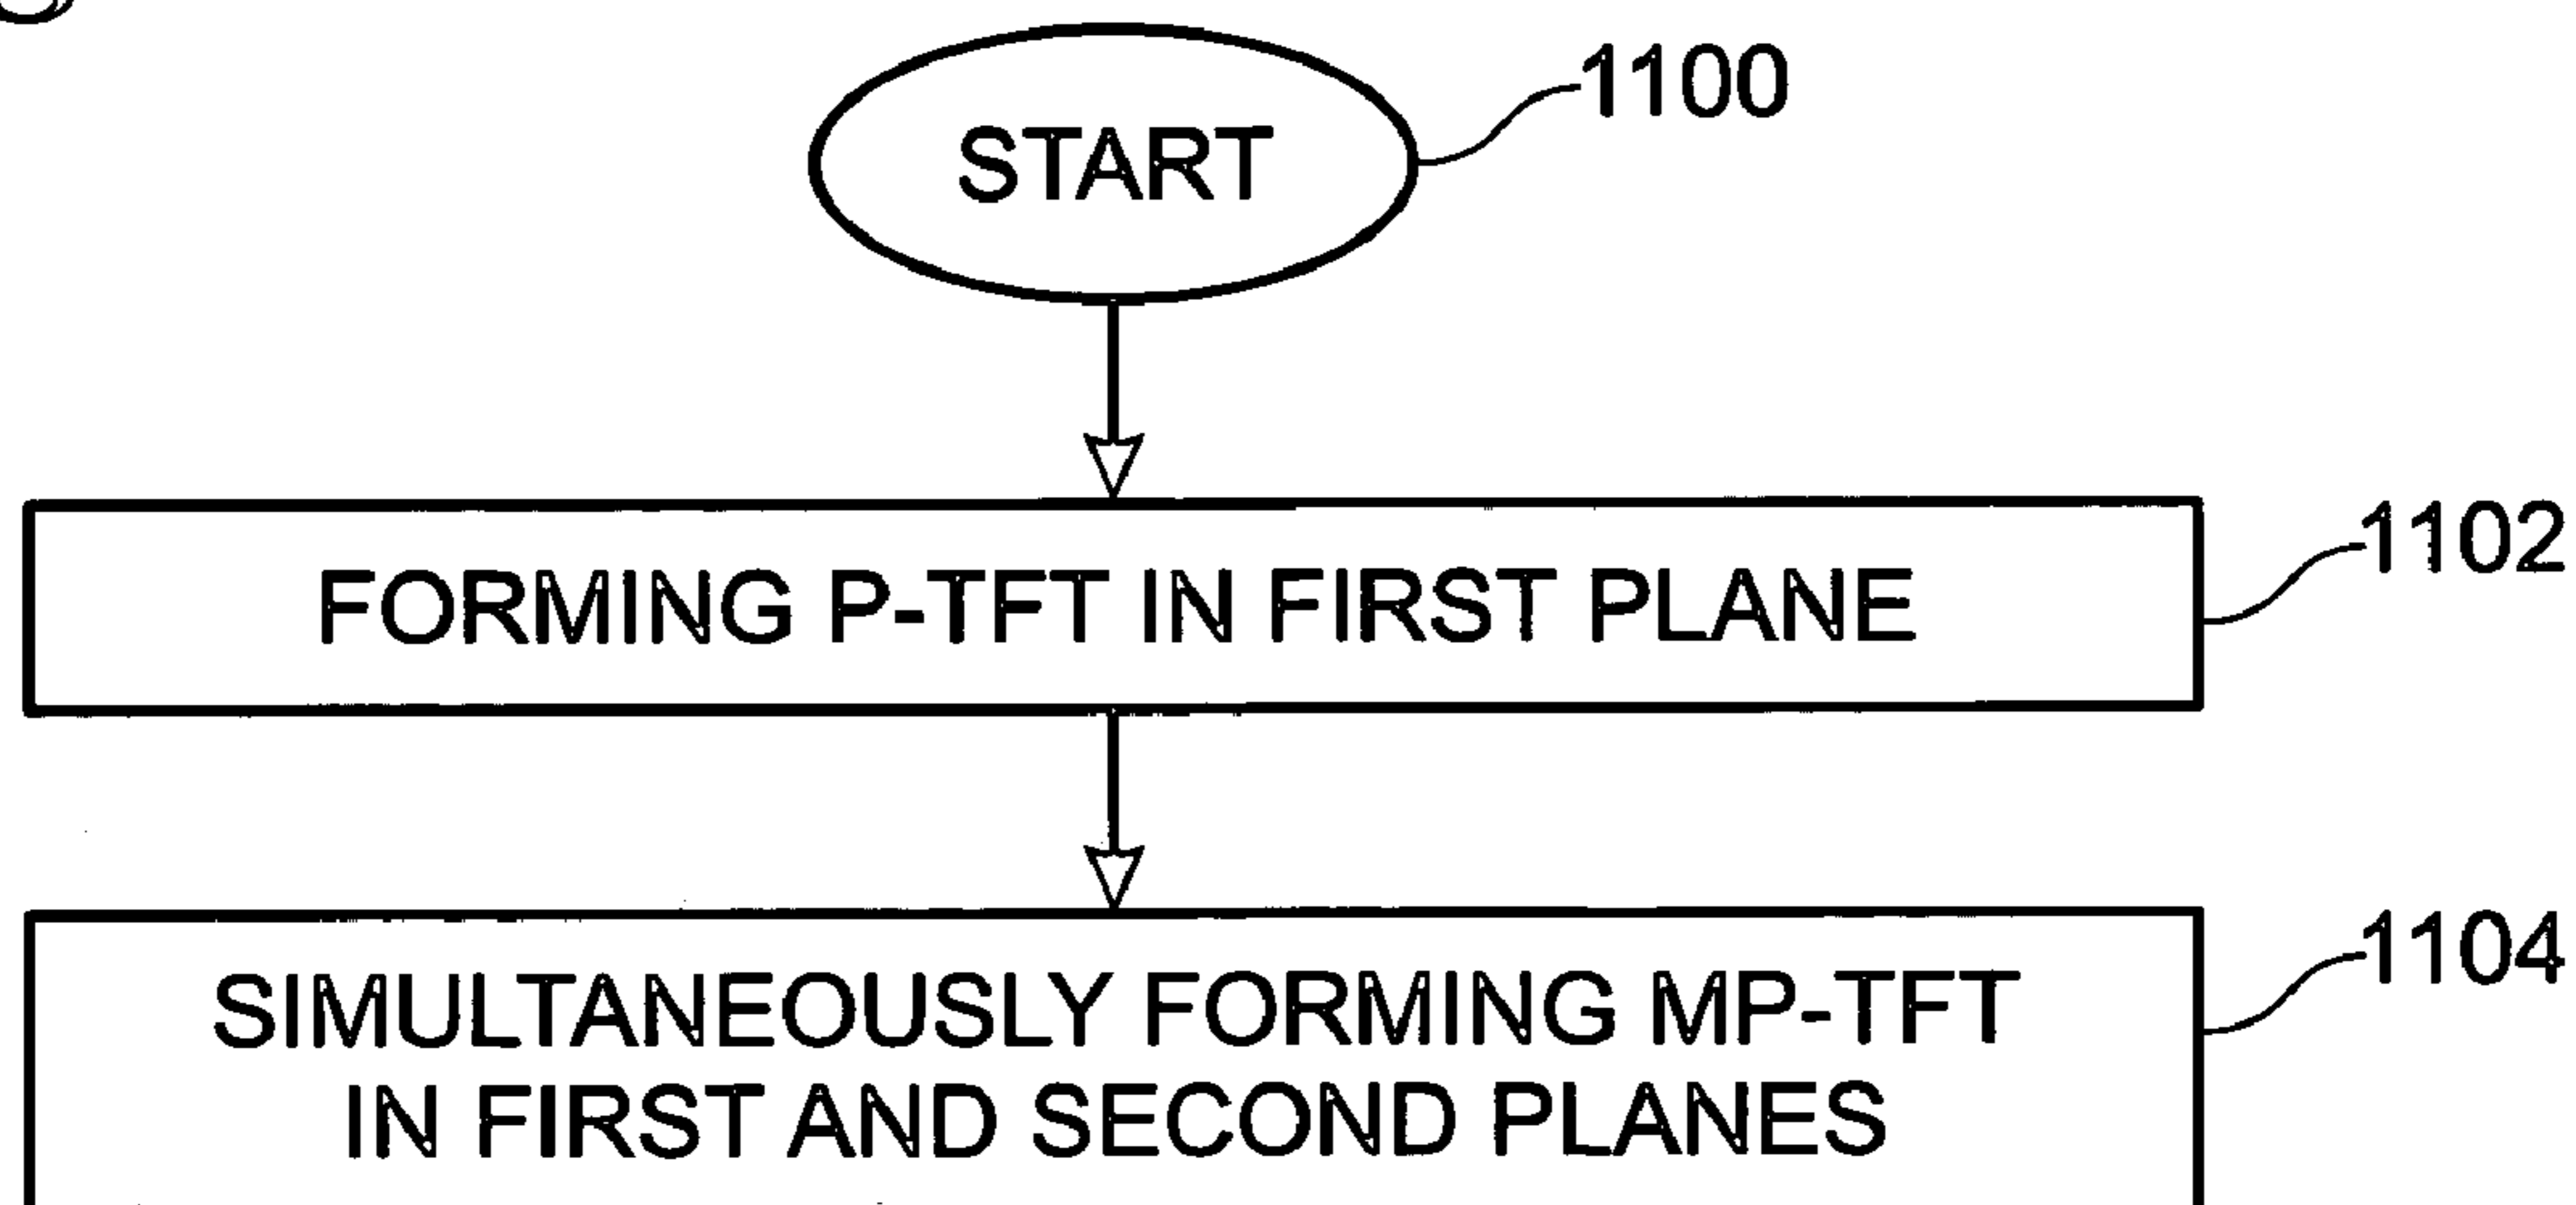 START
1100
FORMING P-TFT IN FIRST PLANE
1102
SIMULTANEOUSLY FORMING MP-TFT
IN FIRST AND SECOND PLANES
1104